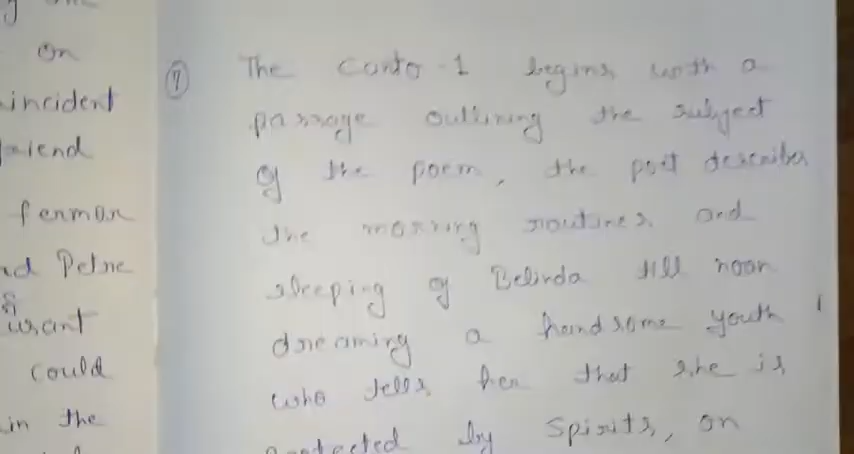 on
incident
friend
fermor
Petre
want
could
in the
⑦ The Canto-1 begins with a
passage outlining the subject
of the poem, the poet describes
the morning routines and
sleeping of Belinda till noon
dreaming a handsome youth
who tells her that she is
protected by spirits, on